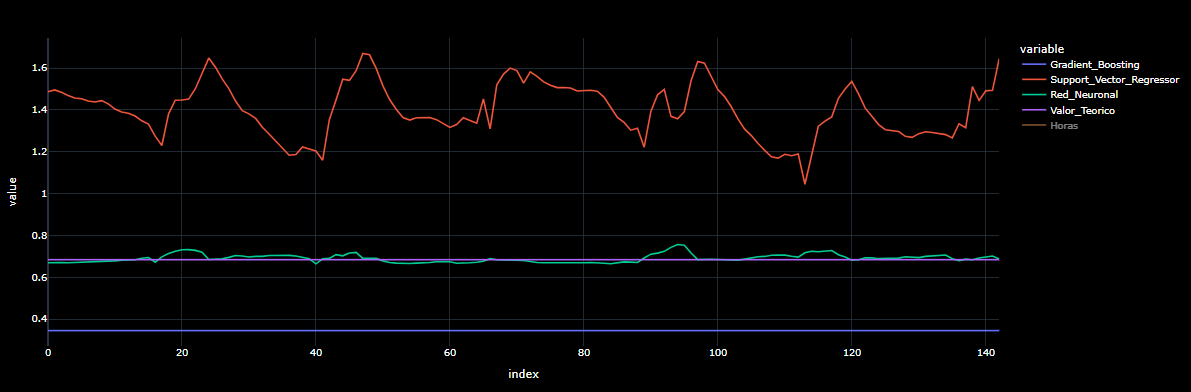 variable
Gradient_Boosting
Support_Vector_Regressor
Red_Neuronal
Valor_Teorico
Horas
value
1.6
1.4
1.2
1
0.8
0.6
0.4
0 20 40 60 80 100 120 140
index